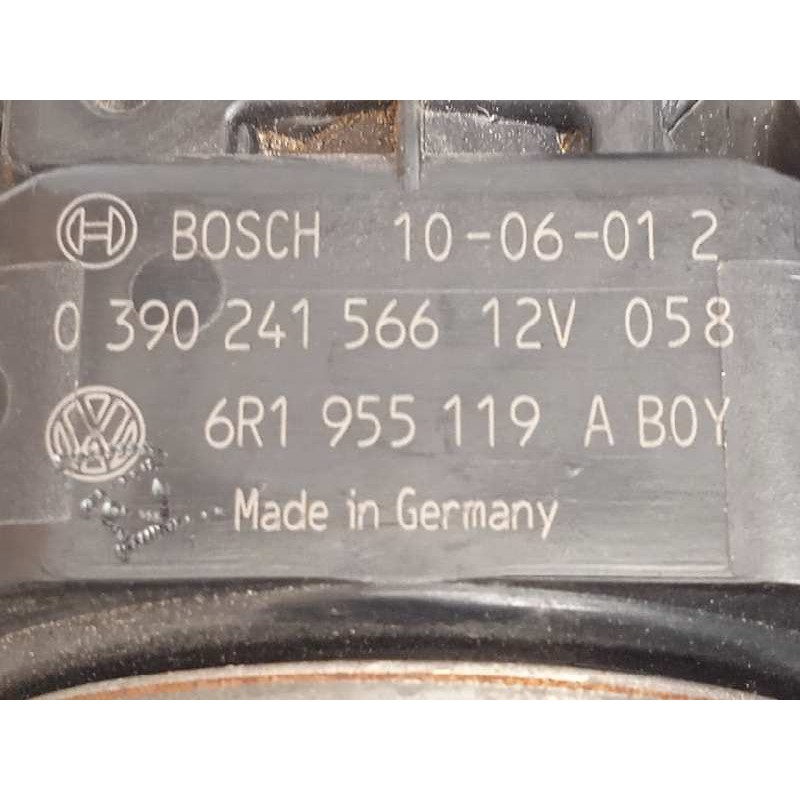 BOSCH 10-06-01 2
0 390 241 566 12V 058
6R1 955 119 A BOY
Made in Germany